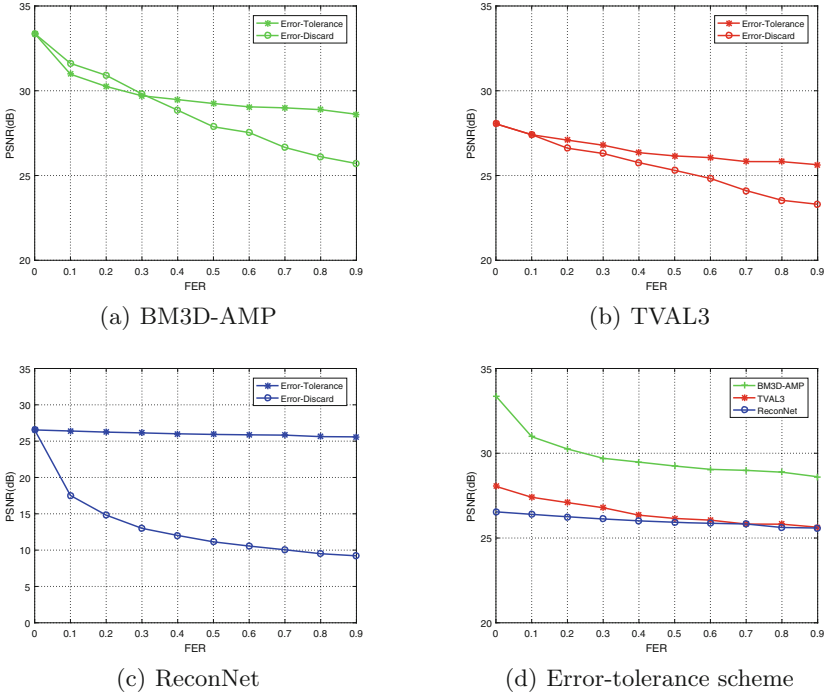 35
30
25
20
PSNR(dB)
0 0.1 0.2 0.3 0.4 0.5 0.6 0.7 0.8 0.9
FER
Error-Tolerance
Error-Discard
(a) BM3D-AMP
35
30
25
20
PSNR(dB)
0 0.1 0.2 0.3 0.4 0.5 0.6 0.7 0.8 0.9
FER
Error-Tolerance
Error-Discard
(b) TVAL3
35
30
25
20
15
10
5
0
PSNR(dB)
0 0.1 0.2 0.3 0.4 0.5 0.6 0.7 0.8 0.9
FER
Error-Tolerance
Error-Discard
(c) ReconNet
35
30
25
20
PSNR(dB)
0 0.1 0.2 0.3 0.4 0.5 0.6 0.7 0.8 0.9
FER
BM3D-AMP
TVAL3
ReconNet
(d) Error-tolerance scheme